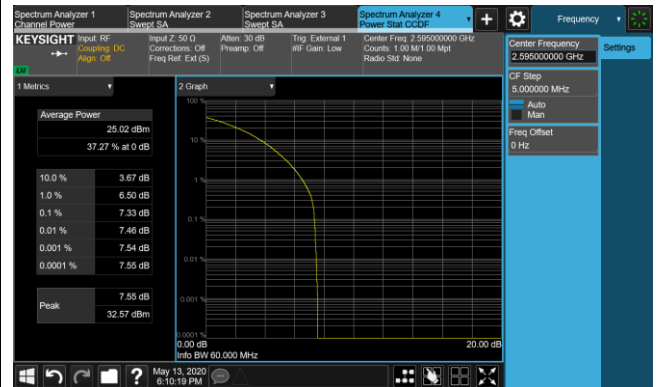 Spectrum Analyzer 1
Channel Power
Spectrum Analyzer 2
Swept SA
Spectrum Analyzer 3
Swept SA
Spectrum Analyzer 4
Power Stat CCDF
+
Frequency
KEYSIGHT
Input: RF
Coupling: DC
Align: Off
Input Z: 50 Ω
Corrections: Off
Freq Ref: Ext (S)
Atten: 30 dB
Preamp: Off
Trig: External 1
#IF Gain: Low
Center Freq: 2.595000000 GHz
Counts: 1.00 M/1.00 Mpt
Radio Std: None
LXI
Center Frequency
2.595000000 GHz
Settings
CF Step
5.000000 MHz
Auto
Man
Freq Offset
0 Hz
1 Metrics
Average Power
25.02 dBm
37.27 % at 0 dB
10.0 % 3.67 dB
1.0 % 6.50 dB
0.1 % 7.33 dB
0.01 % 7.46 dB
0.001 % 7.54 dB
0.0001 % 7.55 dB
Peak
7.55 dB
32.57 dBm
2 Graph
100 %
10 %
1 %
0.1 %
0.01 %
0.001 %
0.0001 %
0.00 dB
20.00 dB
Info BW 60.000 MHz
?
May 13, 2020
6:10:19 PM